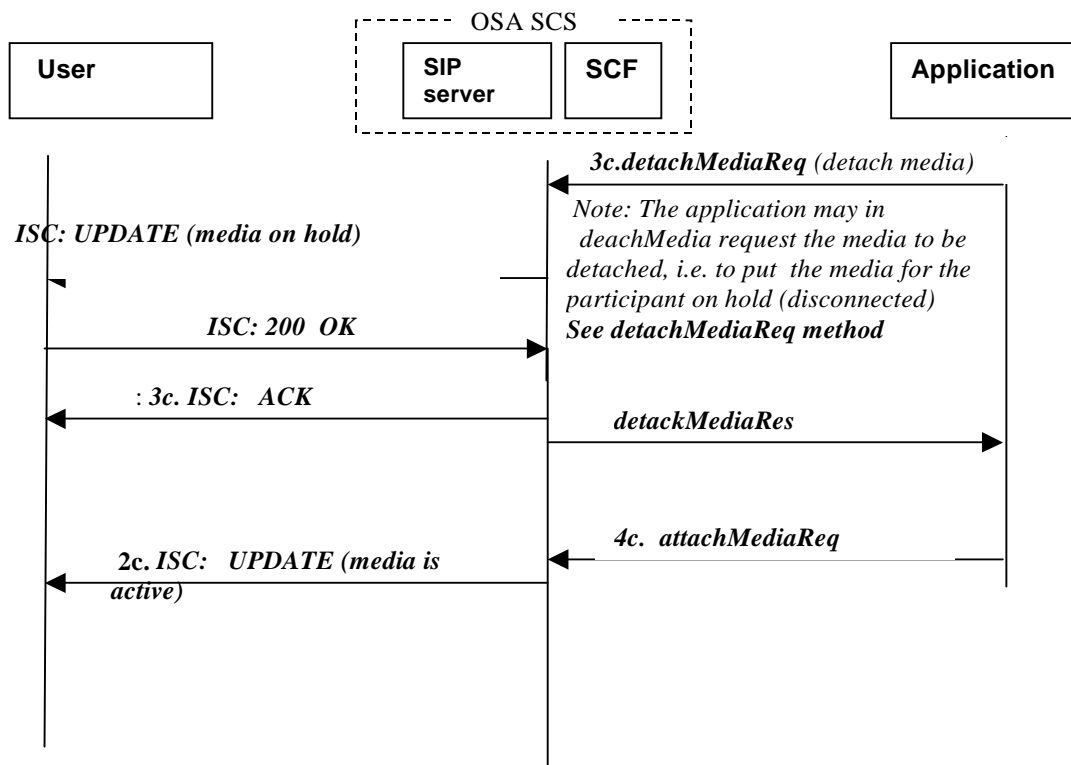 OSA SCS
User
SIP
server
SCF
Application
3c.detachMediaReq (detach media)
Note: The application may in
deachMedia request the media to be
detached, i.e. to put the media for the
participant on hold (disconnected)
See detachMediaReq method
ISC: UPDATE (media on hold)
ISC: 200 OK
: 3c. ISC: ACK
detackMediaRes
4c. attachMediaReq
2c. ISC: UPDATE (media is
active)